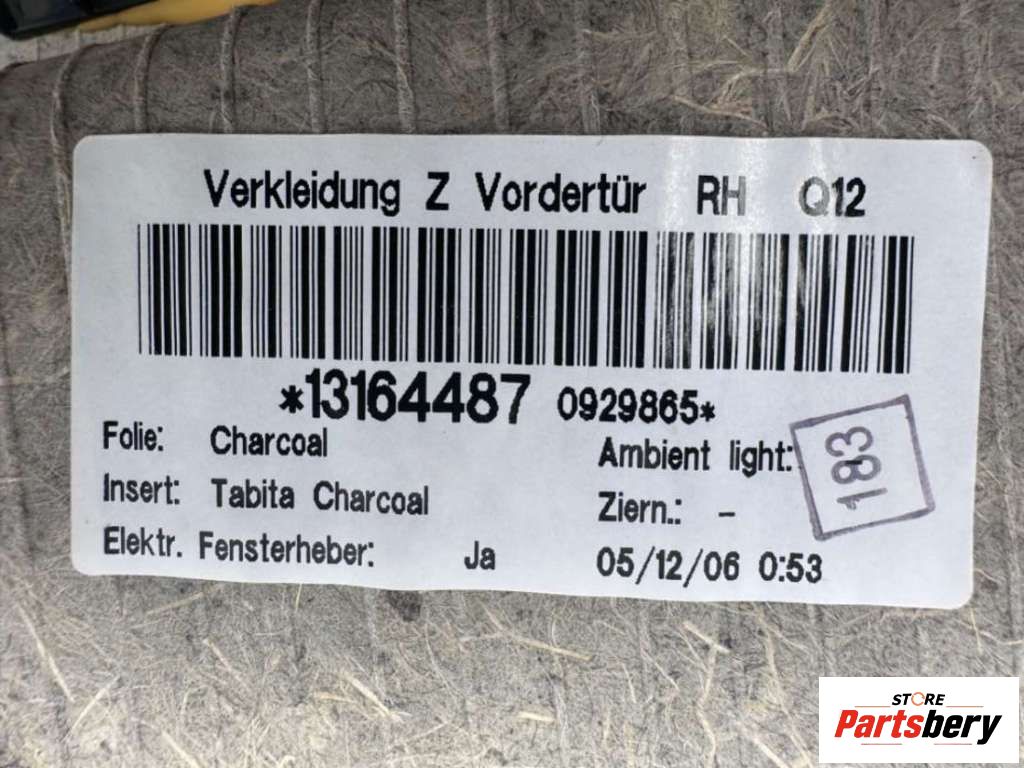 Verkleidung Z Vordertür RH Q12
*13164487 0929865*
Folie: Charcoal
Ambient light:
183
Insert: Tabita Charcoal
Ziern.: -
Elektr. Fensterheber: Ja
05/12/06 0:53
STORE
Partsbery